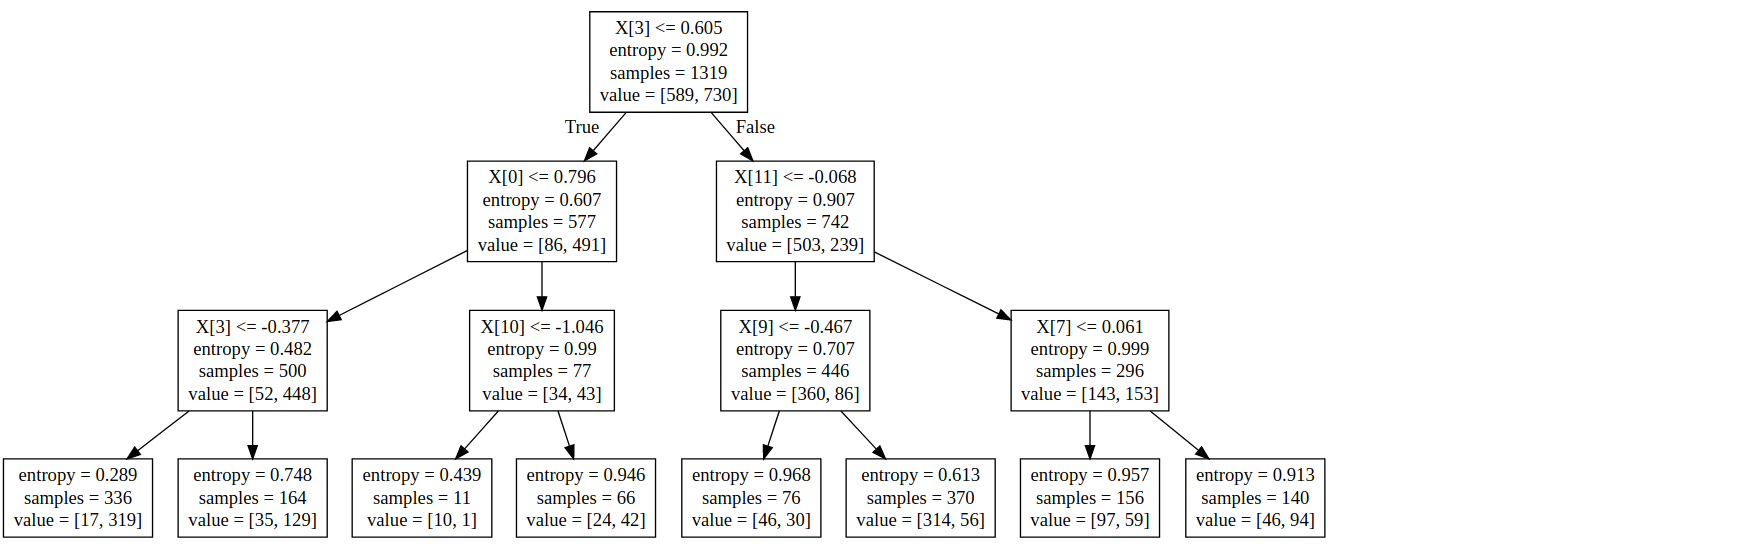 X[3] <= 0.605
entropy = 0.992
samples = 1319
value = [589, 730]
True
False
X[0] <= 0.796
entropy = 0.607
samples = 577
value = [86, 491]
X[11] <= -0.068
entropy = 0.907
samples = 742
value = [503, 239]
X[3] <= -0.377
entropy = 0.482
samples = 500
value = [52, 448]
X[10] <= -1.046
entropy = 0.99
samples = 77
value = [34, 43]
X[9] <= -0.467
entropy = 0.707
samples = 446
value = [360, 86]
X[7] <= 0.061
entropy = 0.999
samples = 296
value = [143, 153]
entropy = 0.289
samples = 336
value = [17, 319]
entropy = 0.748
samples = 164
value = [35, 129]
entropy = 0.439
samples = 11
value = [10, 1]
entropy = 0.946
samples = 66
value = [24, 42]
entropy = 0.968
samples = 76
value = [46, 30]
entropy = 0.613
samples = 370
value = [314, 56]
entropy = 0.957
samples = 156
value = [97, 59]
entropy = 0.913
samples = 140
value = [46, 94]